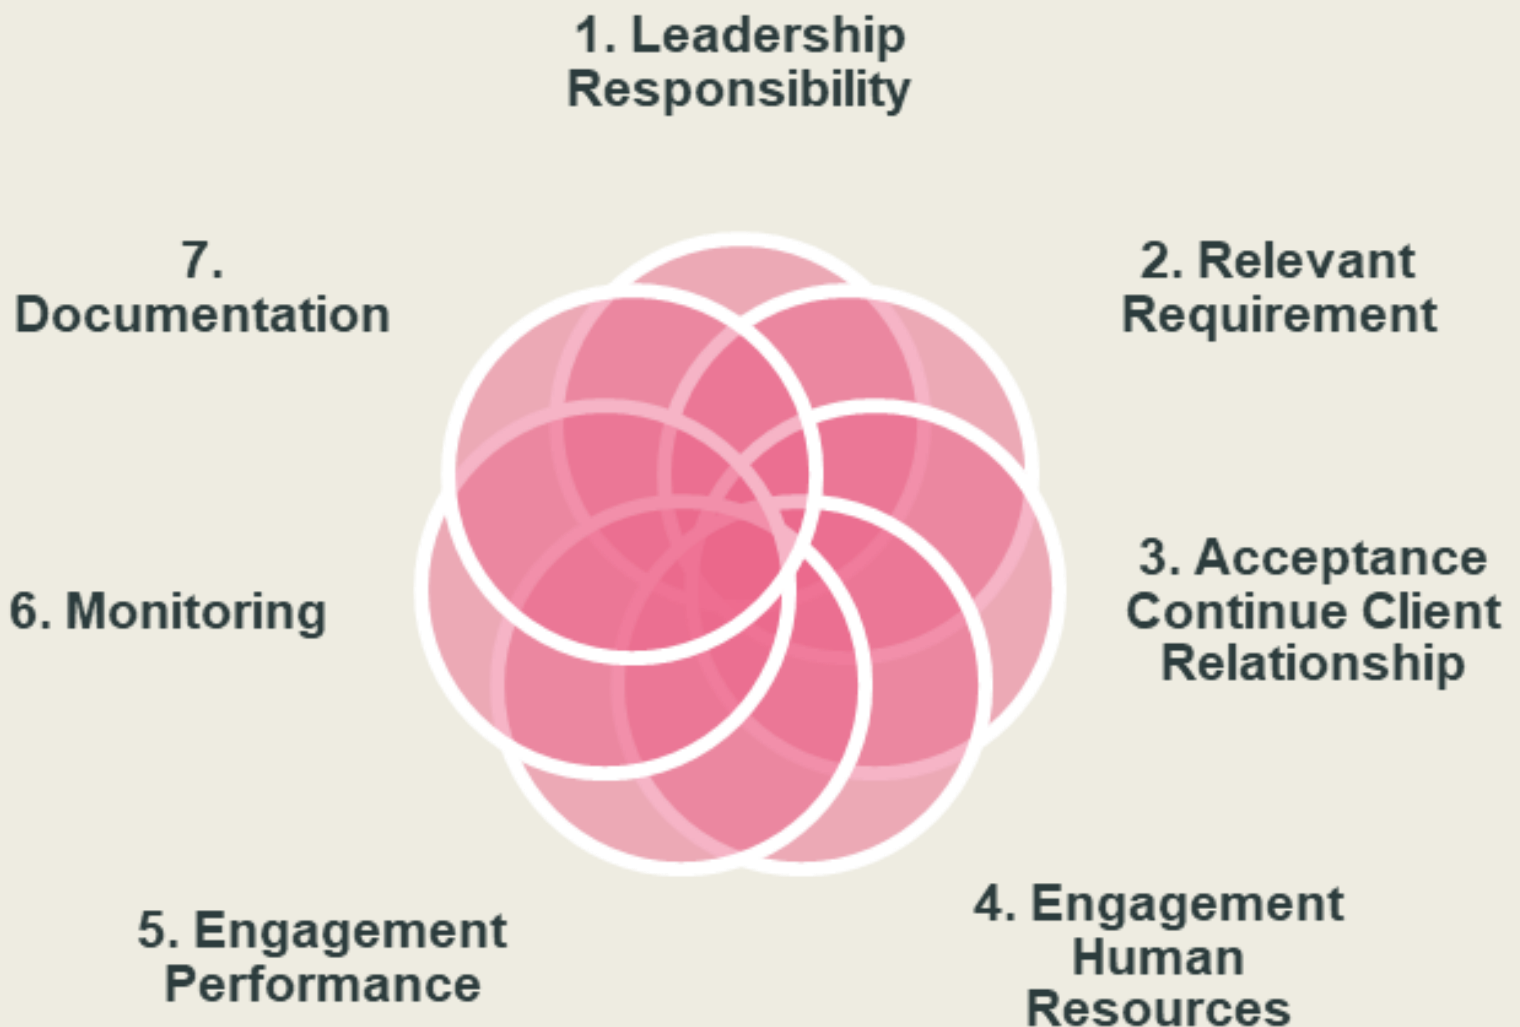 1. Leadership
Responsibility
2. Relevant
Requirement
3. Acceptance
Continue Client
Relationship
4. Engagement
Human
Resources
5. Engagement
Performance
6. Monitoring
7.
Documentation